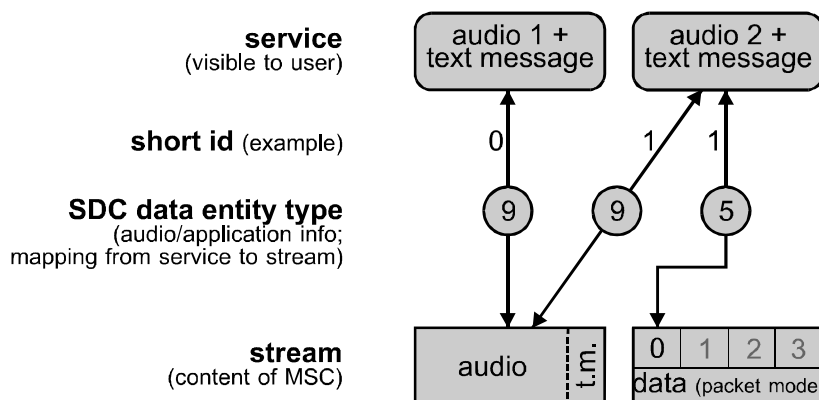 service
(visible to user)
audio 1 +
text message
audio 2 +
text message
short id (example)
0
1
1
SDC data entity type
(audio/application info;
mapping from service to stream)
9
9
5
stream
(content of MSC)
audio
t.m.
0 1 2 3
data (packet mode